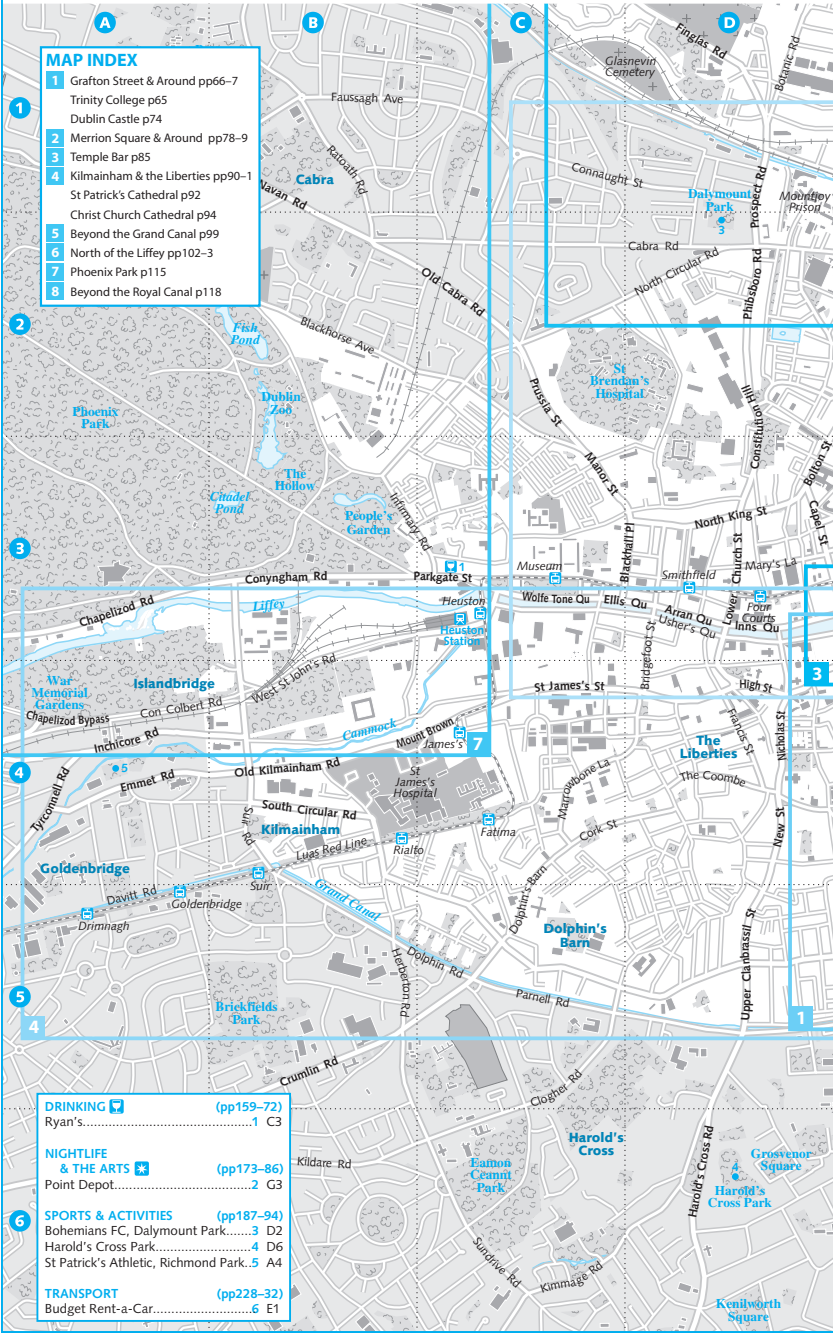 A
B
C
D
MAP INDEX
1 Grafton Street & Around pp66–7
Trinity College p65
Dublin Castle p74
2 Merrion Square & Around pp78–9
3 Temple Bar p85
4 Kilmainham & the Liberties pp90–1
St Patrick's Cathedral p92
Christ Church Cathedral p94
5 Beyond the Grand Canal p99
6 North of the Liffey pp102–3
7 Phoenix Park p115
8 Beyond the Royal Canal p118
1
Finglas Rd
Glasnevin
Cemetery
Botanic Rd
Faussagh Ave
Ratoath Rd
Cabra
Navan Rd
Connaught St
Dalymount
Park
3
Prospect Rd
Mountjoy
Prison
Cabra Rd
North Circular Rd
Phibsboro Rd
Old Cabra Rd
2
Fish
Pond
Blackhorse Ave
St
Brendan's
Hospital
Prussia St
Dublin
Zoo
Phoenix
Park
Constitution Hill
Manor St
Bolton St
The
Hollow
Citadel
Pond
People's
Garden
Infirmary Rd
North King St
Capel St
3
Blackhall Pl
Lower Church St
Mary's La
1
Museum
Smithfield
Conyngham Rd
Parkgate St
Chapelizod Rd
Liffey
Heuston
Wolfe Tone Qu
Ellis Qu
Arran Qu
Usher's Qu
Four
Courts
Inns Qu
Heuston
Station
Bridgefoot St
3
War
Memorial
Gardens
Islandbridge
West St John's Rd
St James's St
High St
Chapelizod Bypass
Con Colbert Rd
Cammock
Mount Brown
James's
7
Inchicore Rd
Francis St
Nicholas St
The
Liberties
4
5
Emmet Rd
Old Kilmainham Rd
St
James's
Hospital
Marrowbone La
The Coombe
Tyrconnell Rd
Suir Rd
South Circular Rd
Kilmainham
Fatima
Cork St
New St
Luas Red Line
Rialto
Goldenbridge
Davitt Rd
Goldenbridge
Suir
Grand Canal
Drimnagh
Dolphin's Barn
Dolphin's
Barn
Upper Clanbrassil St
Dolphin Rd
Herberton Rd
Parnell Rd
5
4
Brickfields
Park
1
Crumlin Rd
Clogher Rd
DRINKING (pp159–72)
Ryan's..............................................1 C3
NIGHTLIFE
& THE ARTS (pp173–86)
Point Depot......................................2 G3
SPORTS & ACTIVITIES (pp187–94)
Bohemians FC, Dalymount Park.......3 D2
Harold's Cross Park.........................4 D6
St Patrick's Athletic, Richmond Park..5 A4
TRANSPORT (pp228–32)
Budget Rent-a-Car..........................6 E1
6
Kildare Rd
Harold's
Cross
Harold's Cross Rd
Grosvenor
Square
Eamon
Ceannt
Park
4
Harold's
Cross Park
Sundrive Rd
Kimmage Rd
Kenilworth
Square